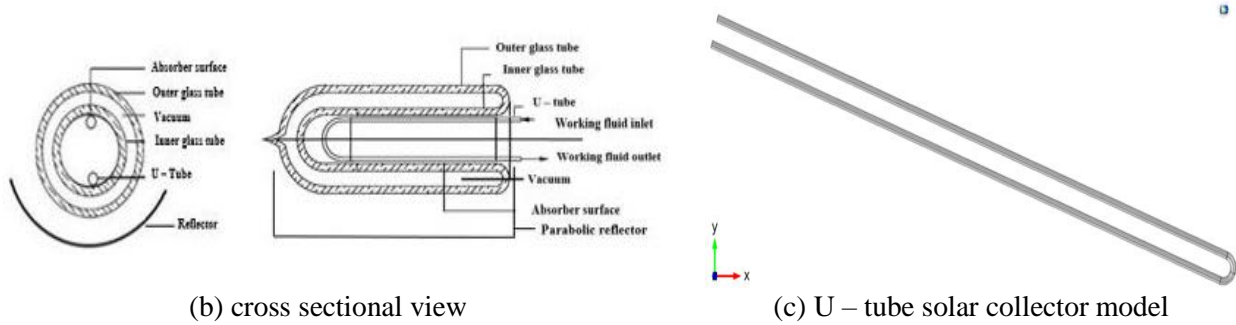 Absorber surface
Outer glass tube
Vacuum
Inner glass tube
U – Tube
Reflector
Outer glass tube
Inner glass tube
U – tube
Working fluid inlet
Working fluid outlet
Vacuum
Absorber surface
Parabolic reflector
y
x
(b) cross sectional view
(c) U – tube solar collector model